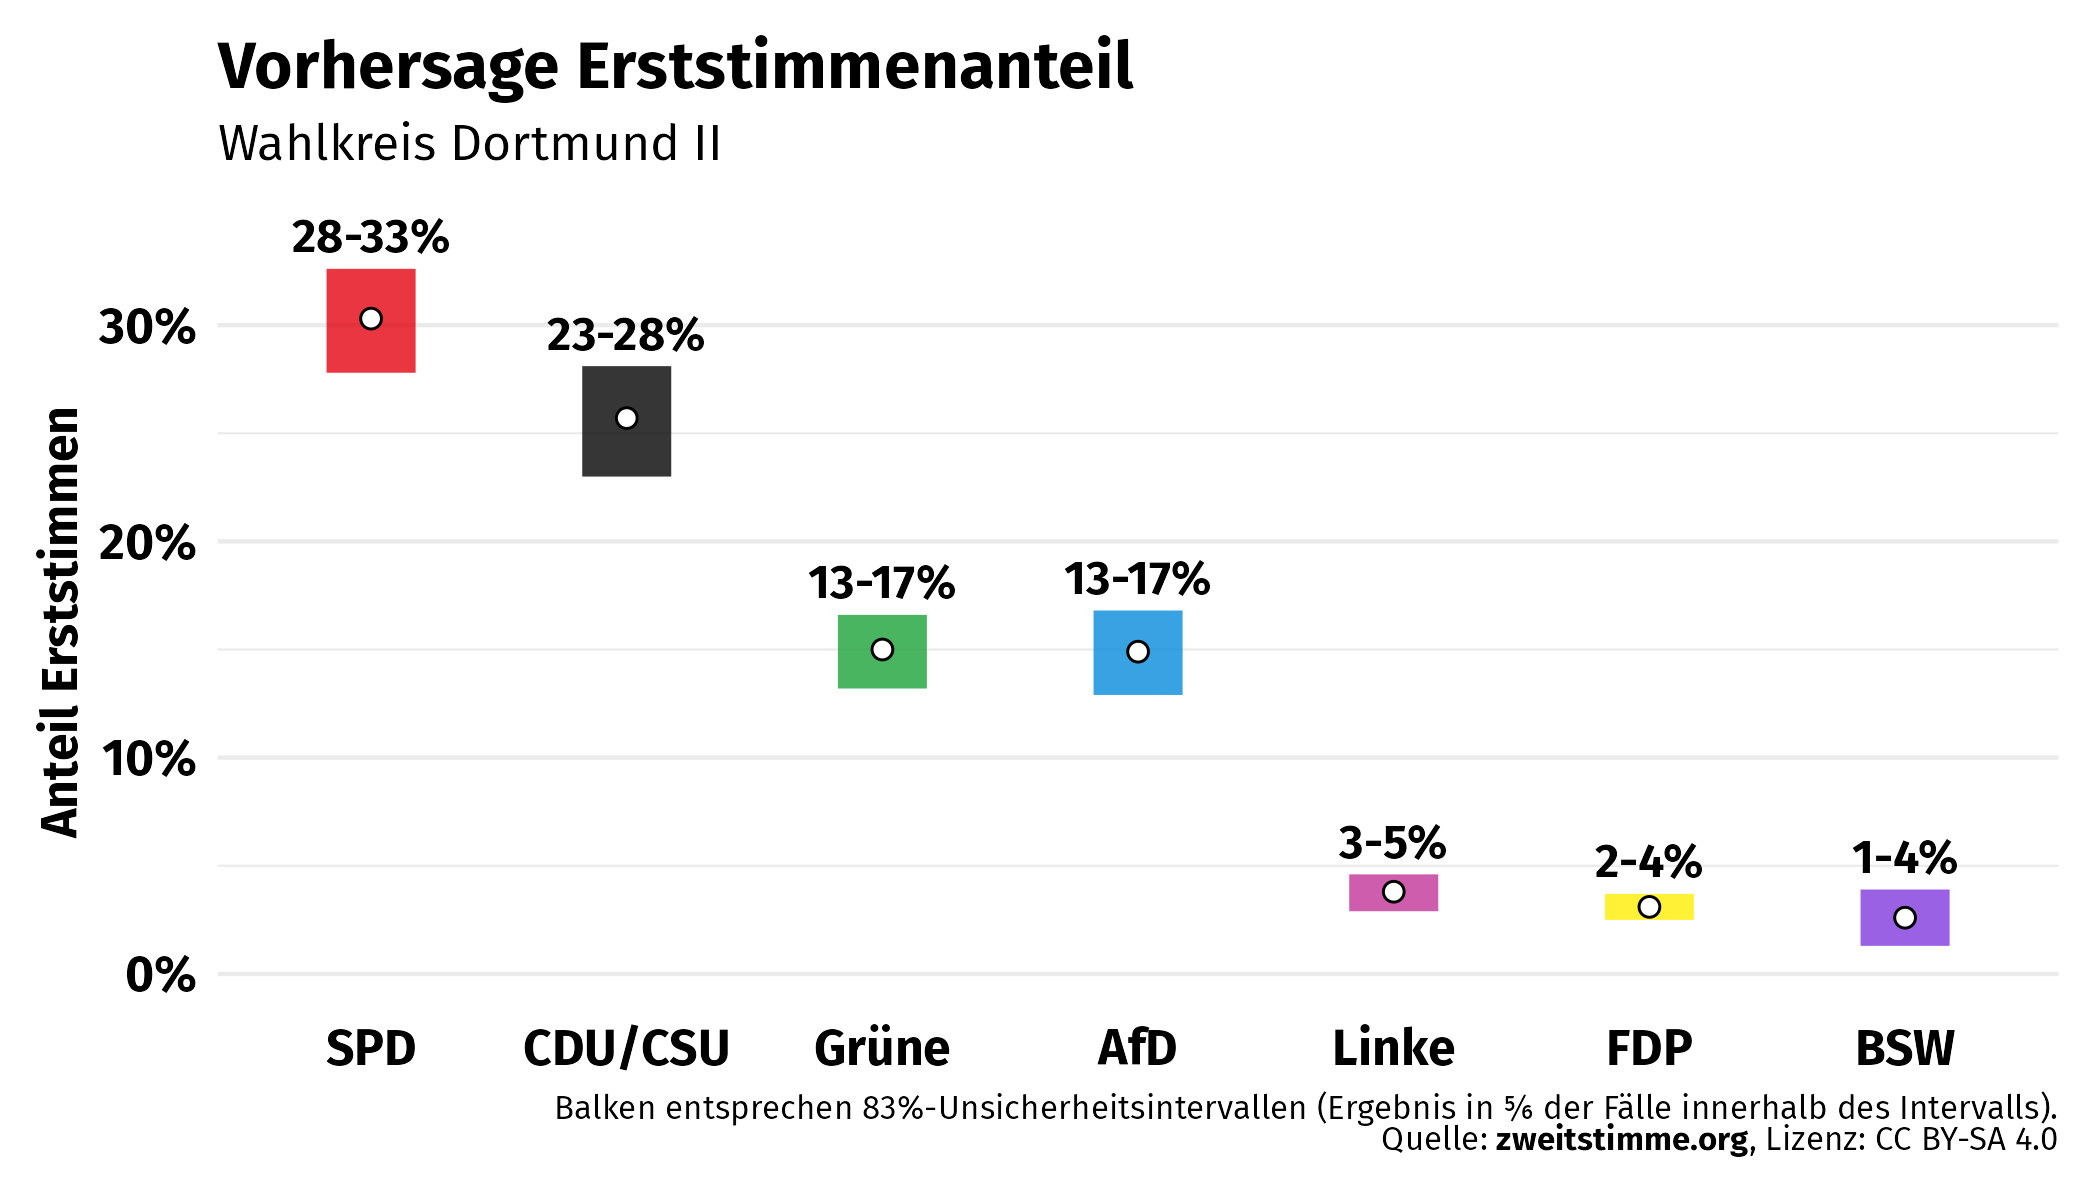 Vorhersage Erststimmenanteil
Wahlkreis Dortmund II
Anteil Erststimmen
30%
20%
10%
0%
28-33%
23-28%
13-17%
13-17%
3-5%
2-4%
1-4%
SPD
CDU/CSU
Grüne
AfD
Linke
FDP
BSW
Balken entsprechen 83%-Unsicherheitsintervallen (Ergebnis in ⅚ der Fälle innerhalb des Intervalls).
Quelle: zweitstimme.org, Lizenz: CC BY-SA 4.0